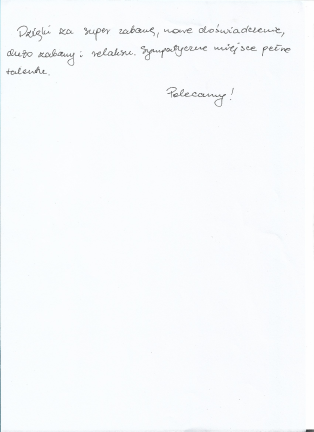 Dzięki za super zabawę, nowe doświadczenie,
dużo zabawy i relaksu. Sympatyczne miejsce pełne
talentu.
Polecamy!